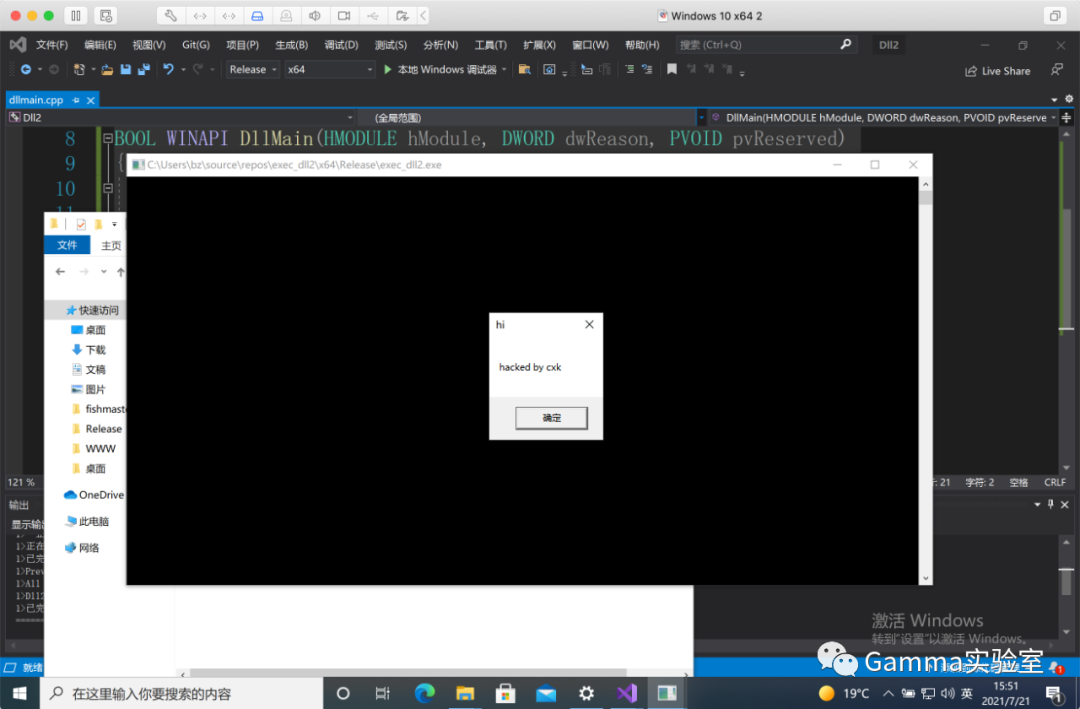 Windows 10 x64 2
文件(F) 编辑(E) 视图(V) Git(G) 项目(P) 生成(B) 调试(D) 测试(S) 分析(N) 工具(T) 扩展(X) 窗口(W) 帮助(H) 搜索 (Ctrl+Q) Dll2
Release x64 本地 Windows 调试器 Live Share
dllmain.cpp
Dll2 (全局范围) DllMain(HMODULE hModule, DWORD dwReason, PVOID pvReserve
8 BOOL WINAPI DllMain(HMODULE hModule, DWORD dwReason, PVOID pvReserved)
9 {
10
C:\Users\bz\source\repos\exec_dll2\x64\Release\exec_dll2.exe
文件 主页
快速访问
桌面
下载
文稿
图片
fishmaste
Release
WWW
桌面
OneDrive
此电脑
网络
hi
hacked by cxk
确定
121 % : 21 字符: 2 空格 CRLF
输出
显示输出
1>正在
1>已完
1>Prev
1>All
1>Dll2
1>已完
激活 Windows
转到"设置"以激活 Windows。
Gamma实验室
就绪
在这里输入你要搜索的内容
19°C 英 15:51
2021/7/21
1